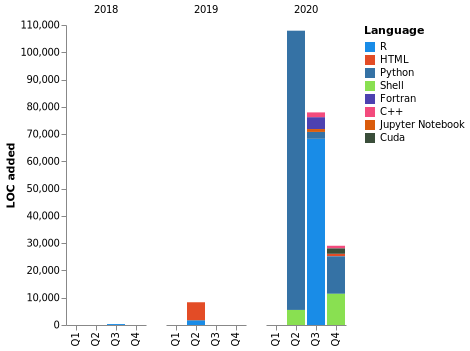 2018 2019 2020
110,000
100,000
90,000
80,000
70,000
60,000
50,000
40,000
30,000
20,000
10,000
0
LOC added
Q1 Q2 Q3 Q4 Q1 Q2 Q3 Q4 Q1 Q2 Q3 Q4
Language
R
HTML
Python
Shell
Fortran
C++
Jupyter Notebook
Cuda